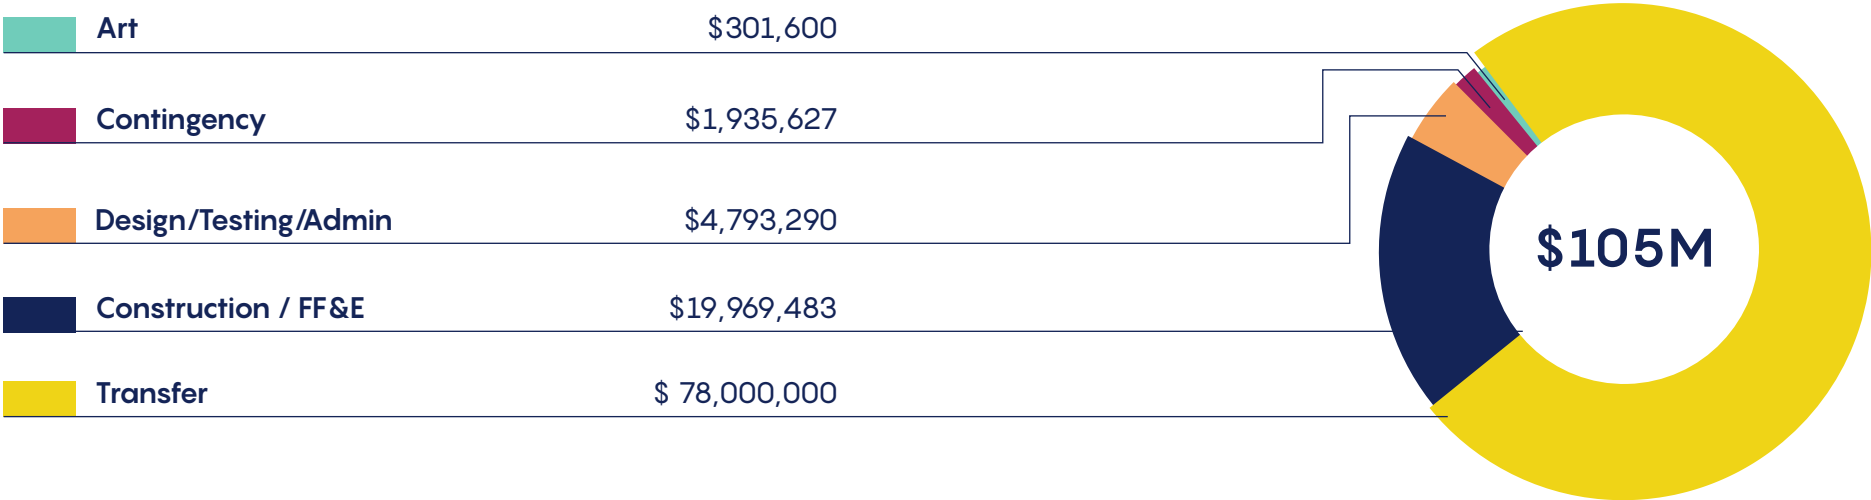 Art $301,600
Contingency $1,935,627
Design/Testing/Admin $4,793,290
Construction / FF&E $19,969,483
Transfer $ 78,000,000
$105M